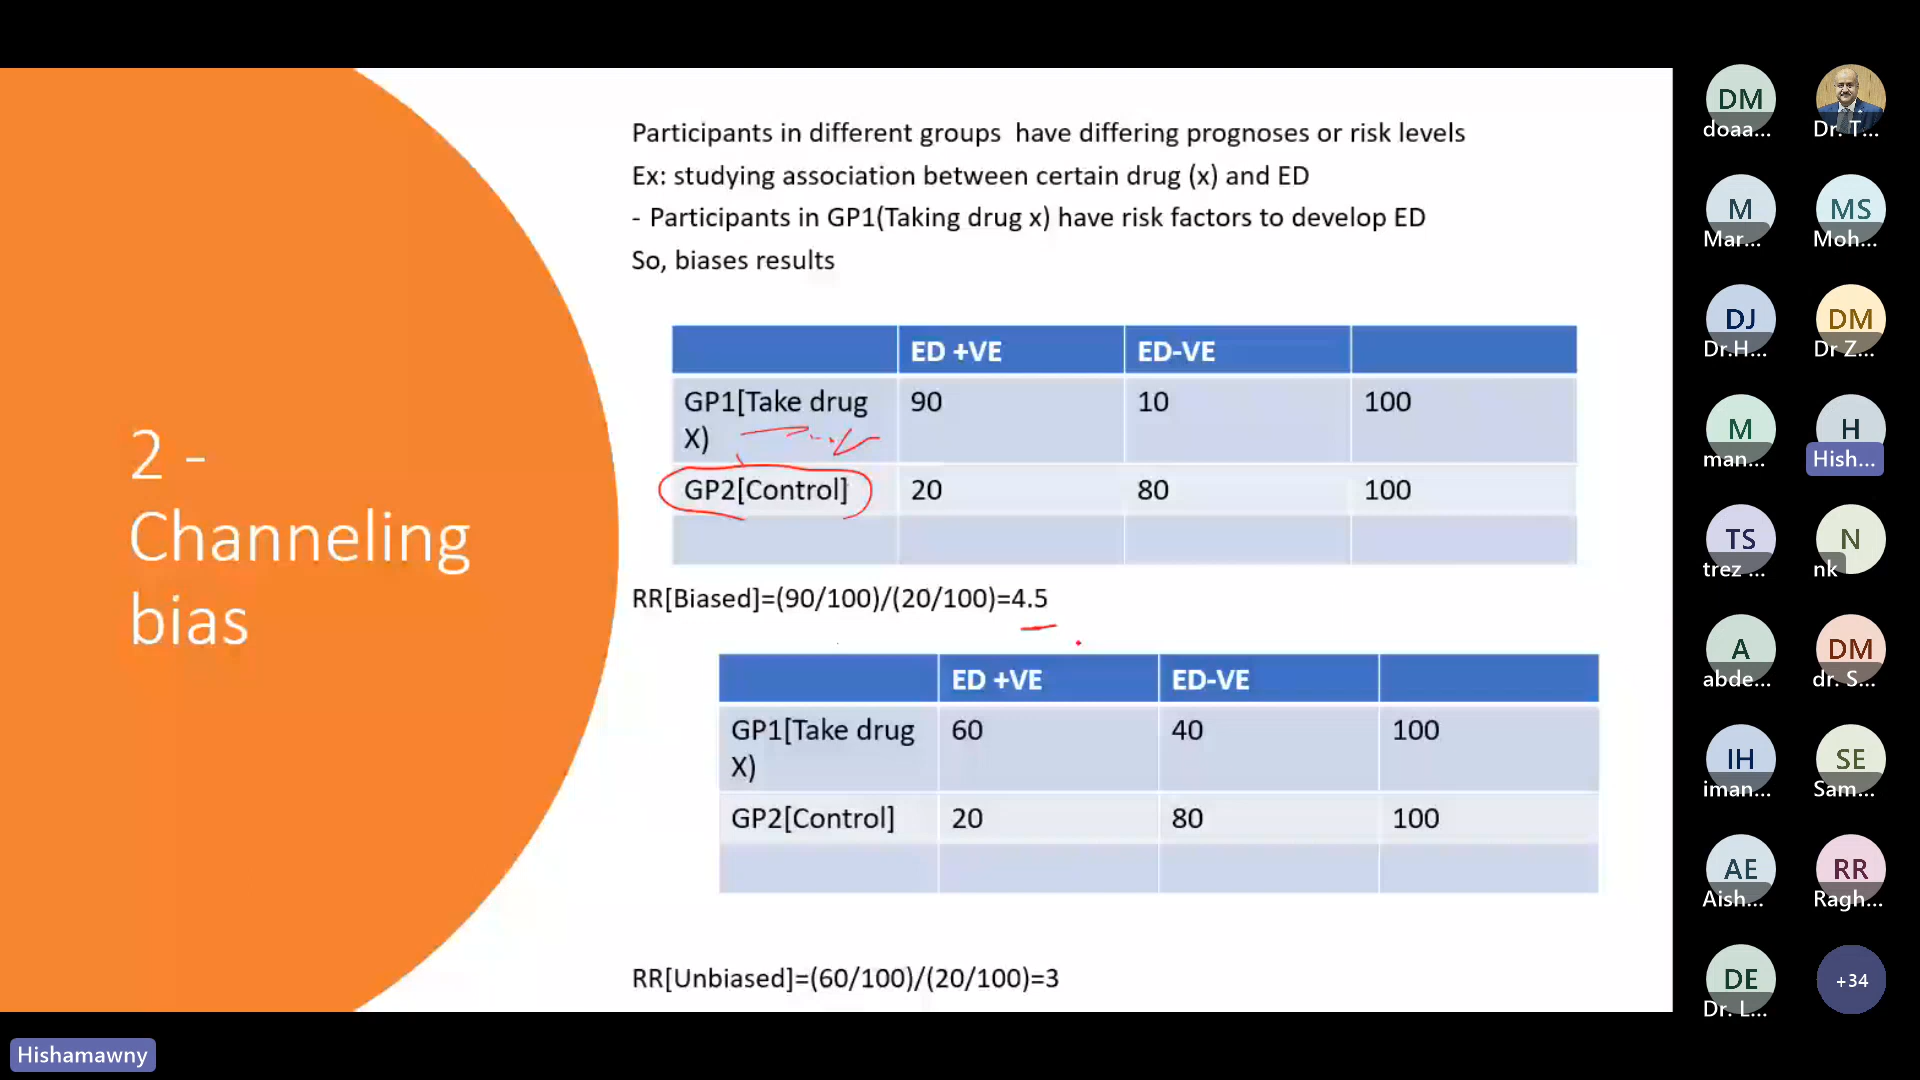 2 -
Channeling
bias
Participants in different groups  have differing prognoses or risk levels
Ex: studying association between certain drug (x) and ED
- Participants in GP1(Taking drug x) have risk factors to develop ED
So, biases results
ED +VE ED-VE
GP1[Take drug X) 90 10 100
GP2[Control] 20 80 100
RR[Biased]=(90/100)/(20/100)=4.5
ED +VE ED-VE
GP1[Take drug X) 60 40 100
GP2[Control] 20 80 100
RR[Unbiased]=(60/100)/(20/100)=3
DM
doaa...
Dr. T...
M
Mar...
MS
Moh...
DJ
Dr.H...
DM
Dr Z...
M
man...
H
Hish...
TS
trez ...
N
nk
A
abde...
DM
dr. S...
IH
iman...
SE
Sam...
AE
Aish...
RR
Ragh...
DE
Dr. L...
+34
Hishamawny